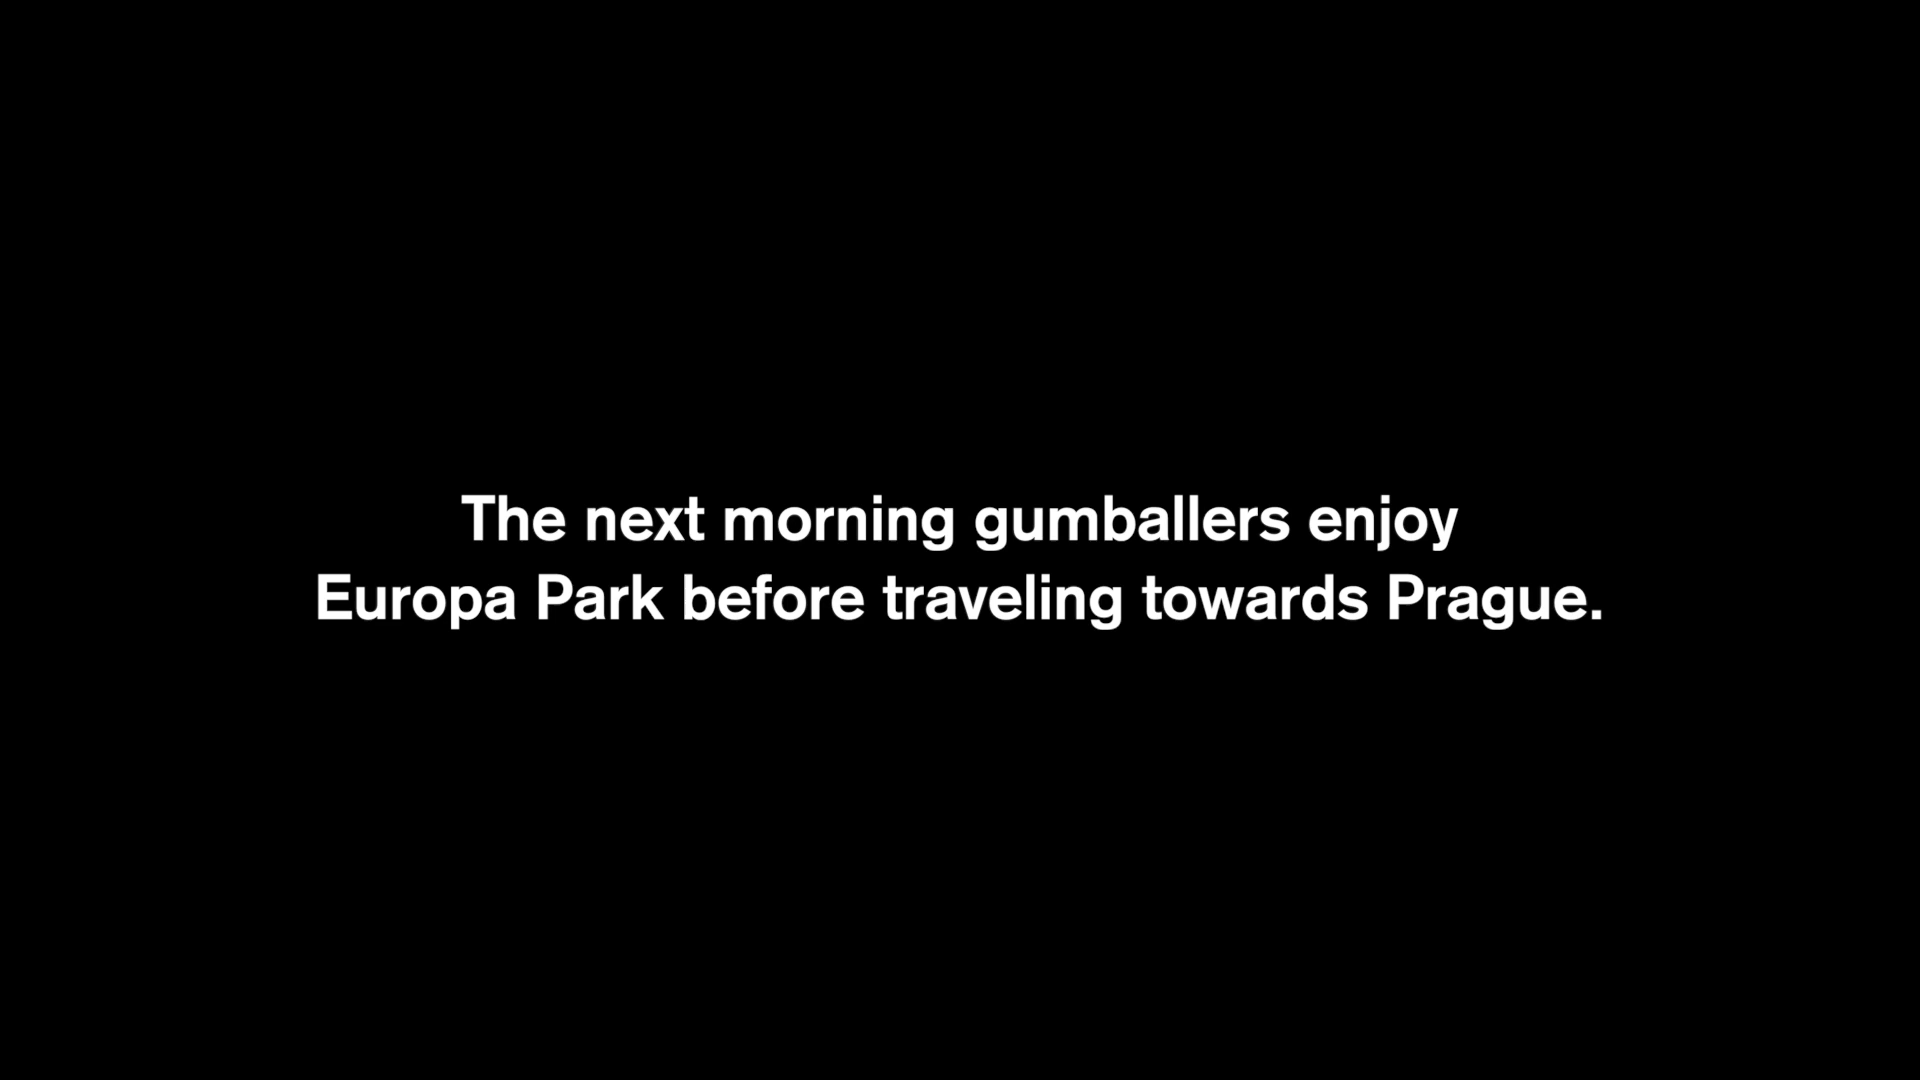 The next morning gumballers enjoy
Europa Park before traveling towards Prague.